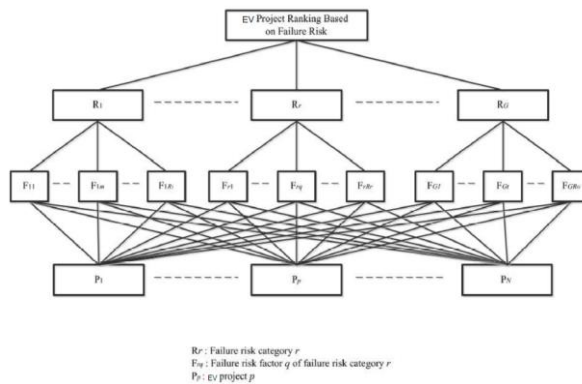 EV Project Ranking Based
on Failure Risk
R1 Rr RG
F11 F1m F1R1 Fr1 Frq FrRr FG1 FGt FGRG
P1 Pp PN
Rr : Failure risk category r
Frq : Failure risk factor q of failure risk category r
Pp : EV project p